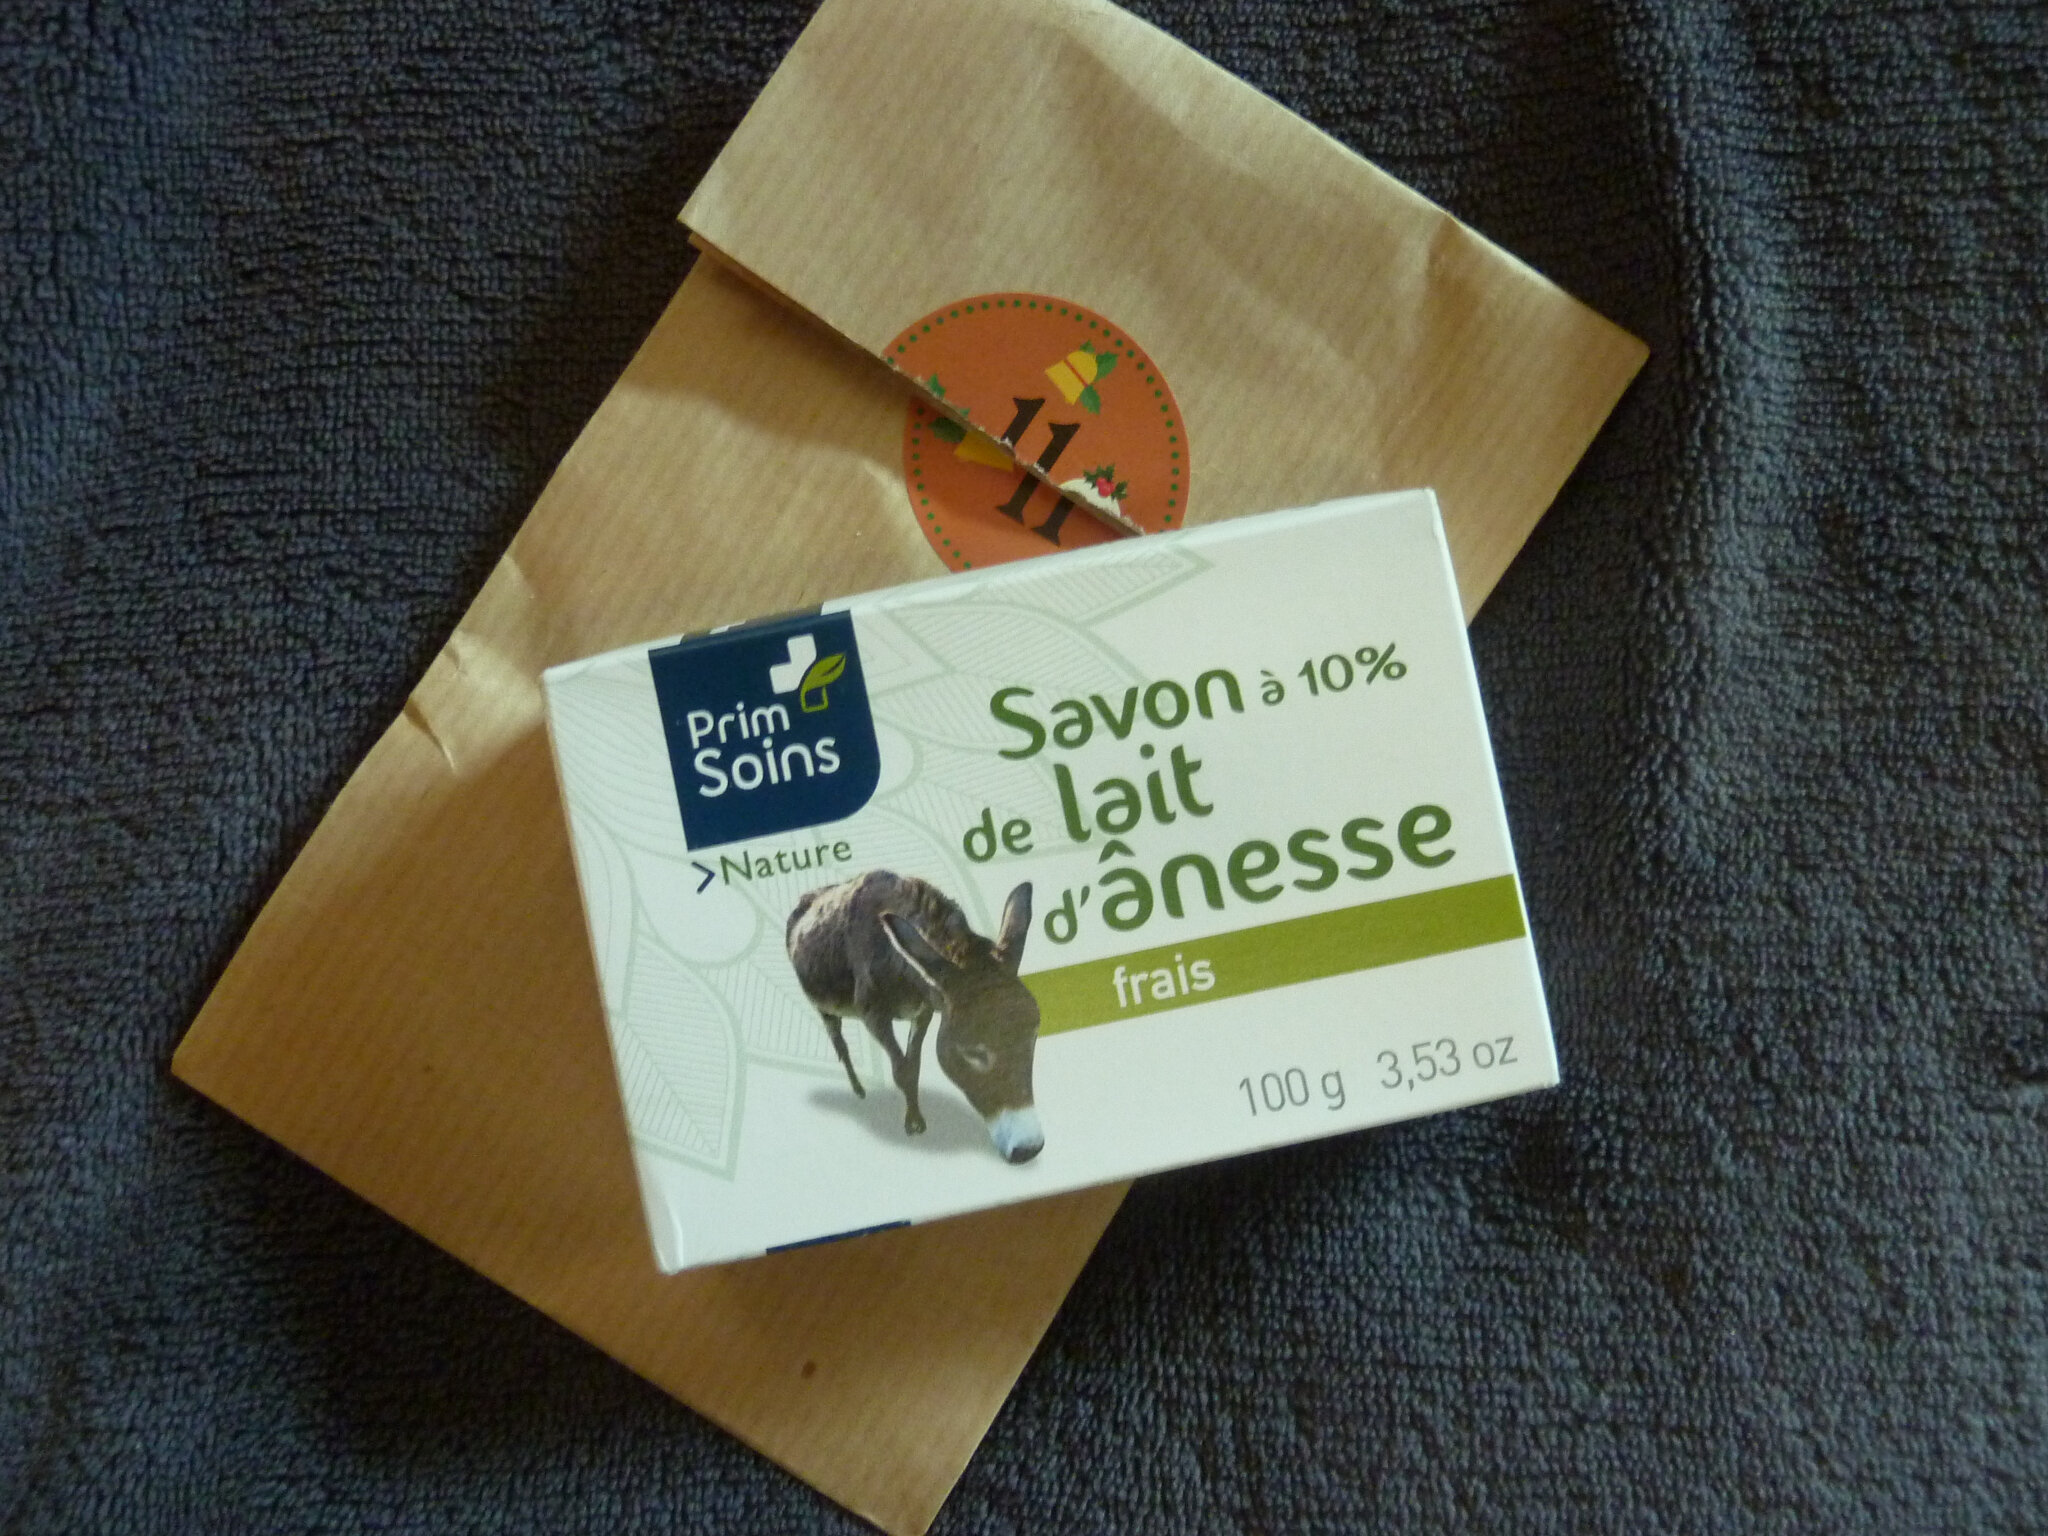 11
Prim
Soins
>Nature
Savon à 10%
de lait
d'ânesse
frais
100 g 3,53 oz